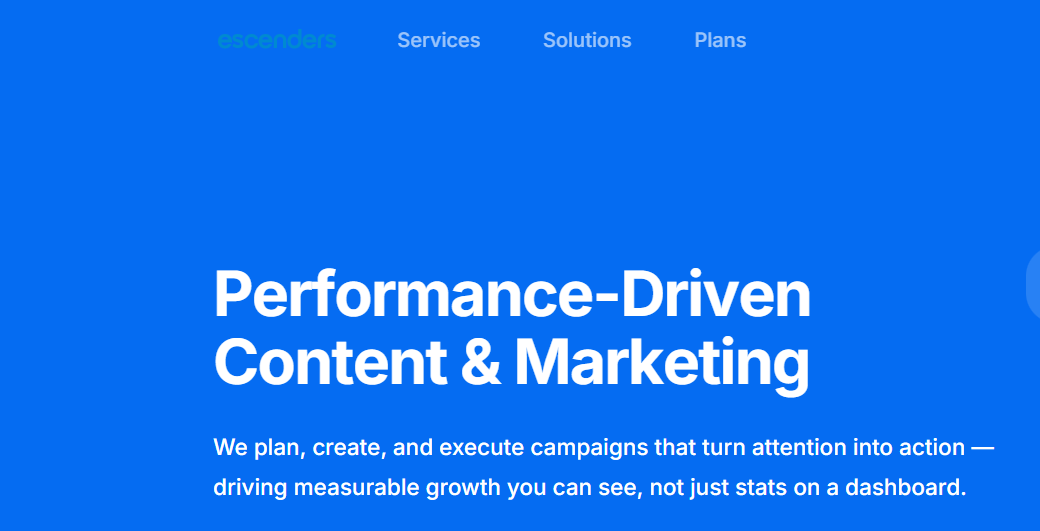 escenders Services Solutions Plans
Performance-Driven
Content & Marketing
We plan, create, and execute campaigns that turn attention into action —
driving measurable growth you can see, not just stats on a dashboard.